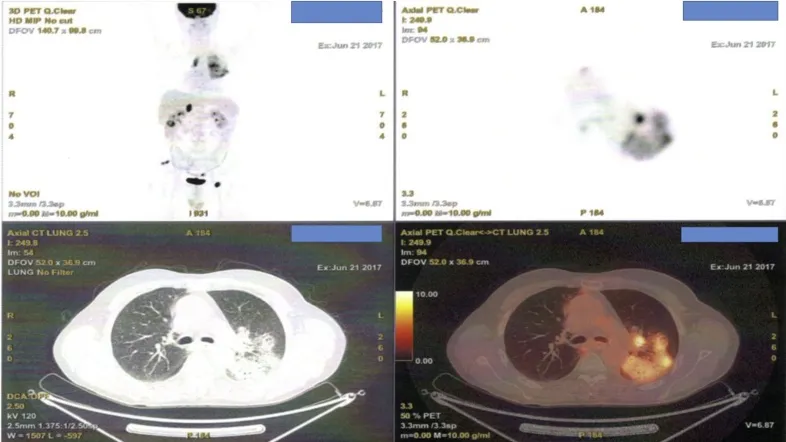 3D PET Q.Clear
HD MIP No cut
DFOV 140.7 x 99.8 cm
S 67
Ex:Jun 21 2017
R
7
0
4
L
7
0
4
No VOI
3.3mm /3.3sp
m=0.00 M=10.00 g/ml
I 931
V=6.87
Axial PET Q.Clear
I: 249.9
Im: 94
DFOV 52.0 x 36.9 cm
A 184
Ex:Jun 21 2017
R
2
6
0
L
2
6
0
3.3
3.3mm /3.3sp
m=0.00 M=10.00 g/ml
P 184
V=6.87
Axial CT LUNG 2.5
I: 249.8
Im: 54
DFOV 52.0 x 36.9 cm
LUNG No Filter
A 184
Ex:Jun 21 2017
R
2
6
0
L
2
6
0
2.50
kV 120
2.5mm 1.375:1/2.50sp
W = 1507 L = -597
P 184
Axial PET Q.Clear<->CT LUNG 2.5
I: 249.9
Im: 94
DFOV 52.0 x 36.9 cm
A 184
Ex:Jun 21 2017
10.00
0.00
R
2
6
0
L
2
6
0
3.3
50 % PET
3.3mm /3.3sp
m=0.00 M=10.00 g/ml
P 184
V=6.87